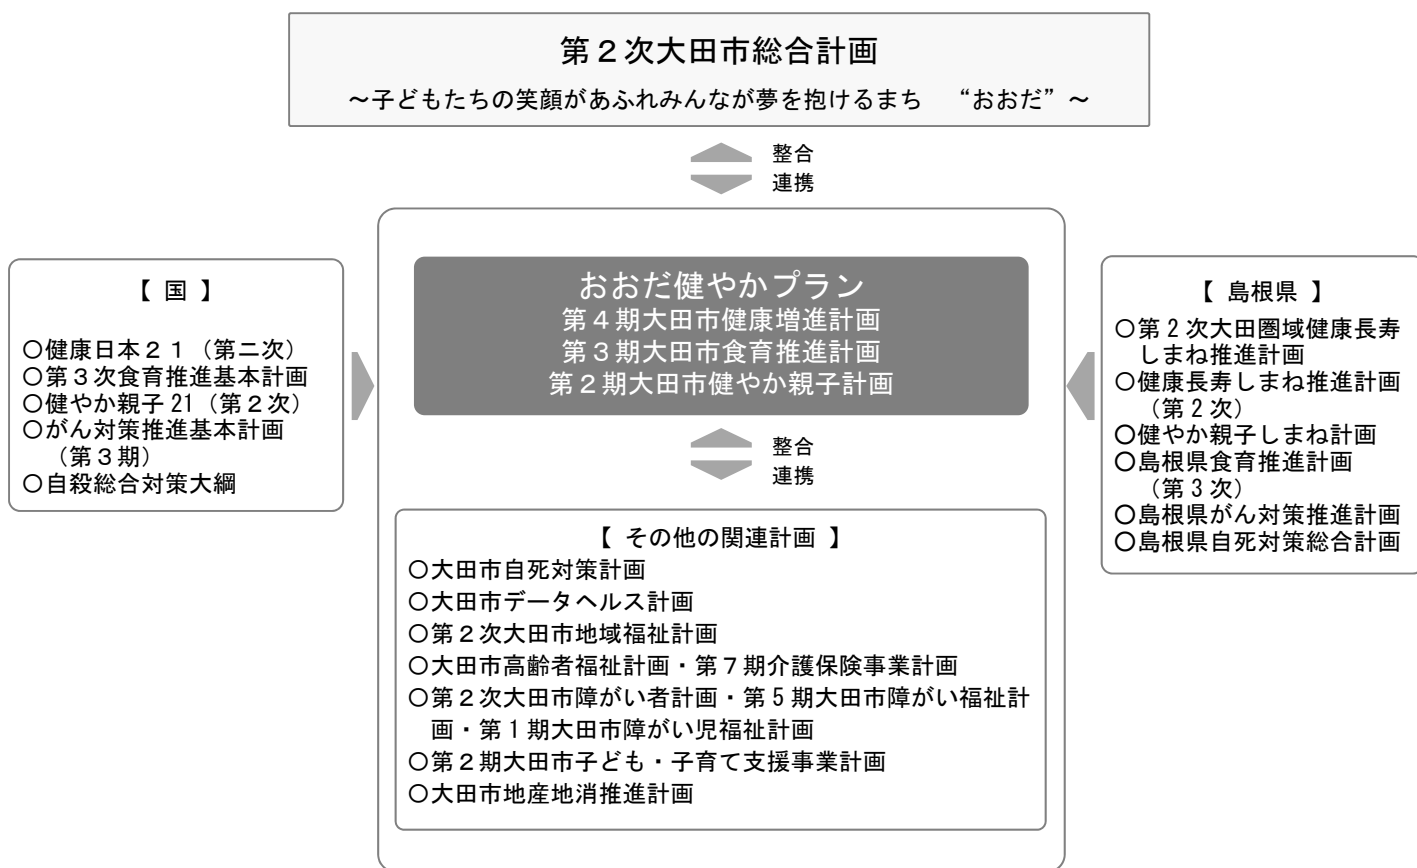 第２次大田市総合計画
～子どもたちの笑顔があふれみんなが夢を抱けるまち　“おおだ”～
整合
連携
【 国 】
〇健康日本２１（第二次）
〇第３次食育推進基本計画
〇健やか親子 21（第２次）
〇がん対策推進基本計画
（第３期）
〇自殺総合対策大綱
おおだ健やかプラン
第４期大田市健康増進計画
第３期大田市食育推進計画
第２期大田市健やか親子計画
整合
連携
【 その他の関連計画 】
〇大田市自死対策計画
〇大田市データヘルス計画
〇第２次大田市地域福祉計画
〇大田市高齢者福祉計画・第７期介護保険事業計画
〇第２次大田市障がい者計画・第５期大田市障がい福祉計
画・第１期大田市障がい児福祉計画
〇第２期大田市子ども・子育て支援事業計画
〇大田市地産地消推進計画
【 島根県 】
〇第２次大田圏域健康長寿
しまね推進計画
〇健康長寿しまね推進計画
（第２次）
〇健やか親子しまね計画
〇島根県食育推進計画
（第３次）
〇島根県がん対策推進計画
〇島根県自死対策総合計画